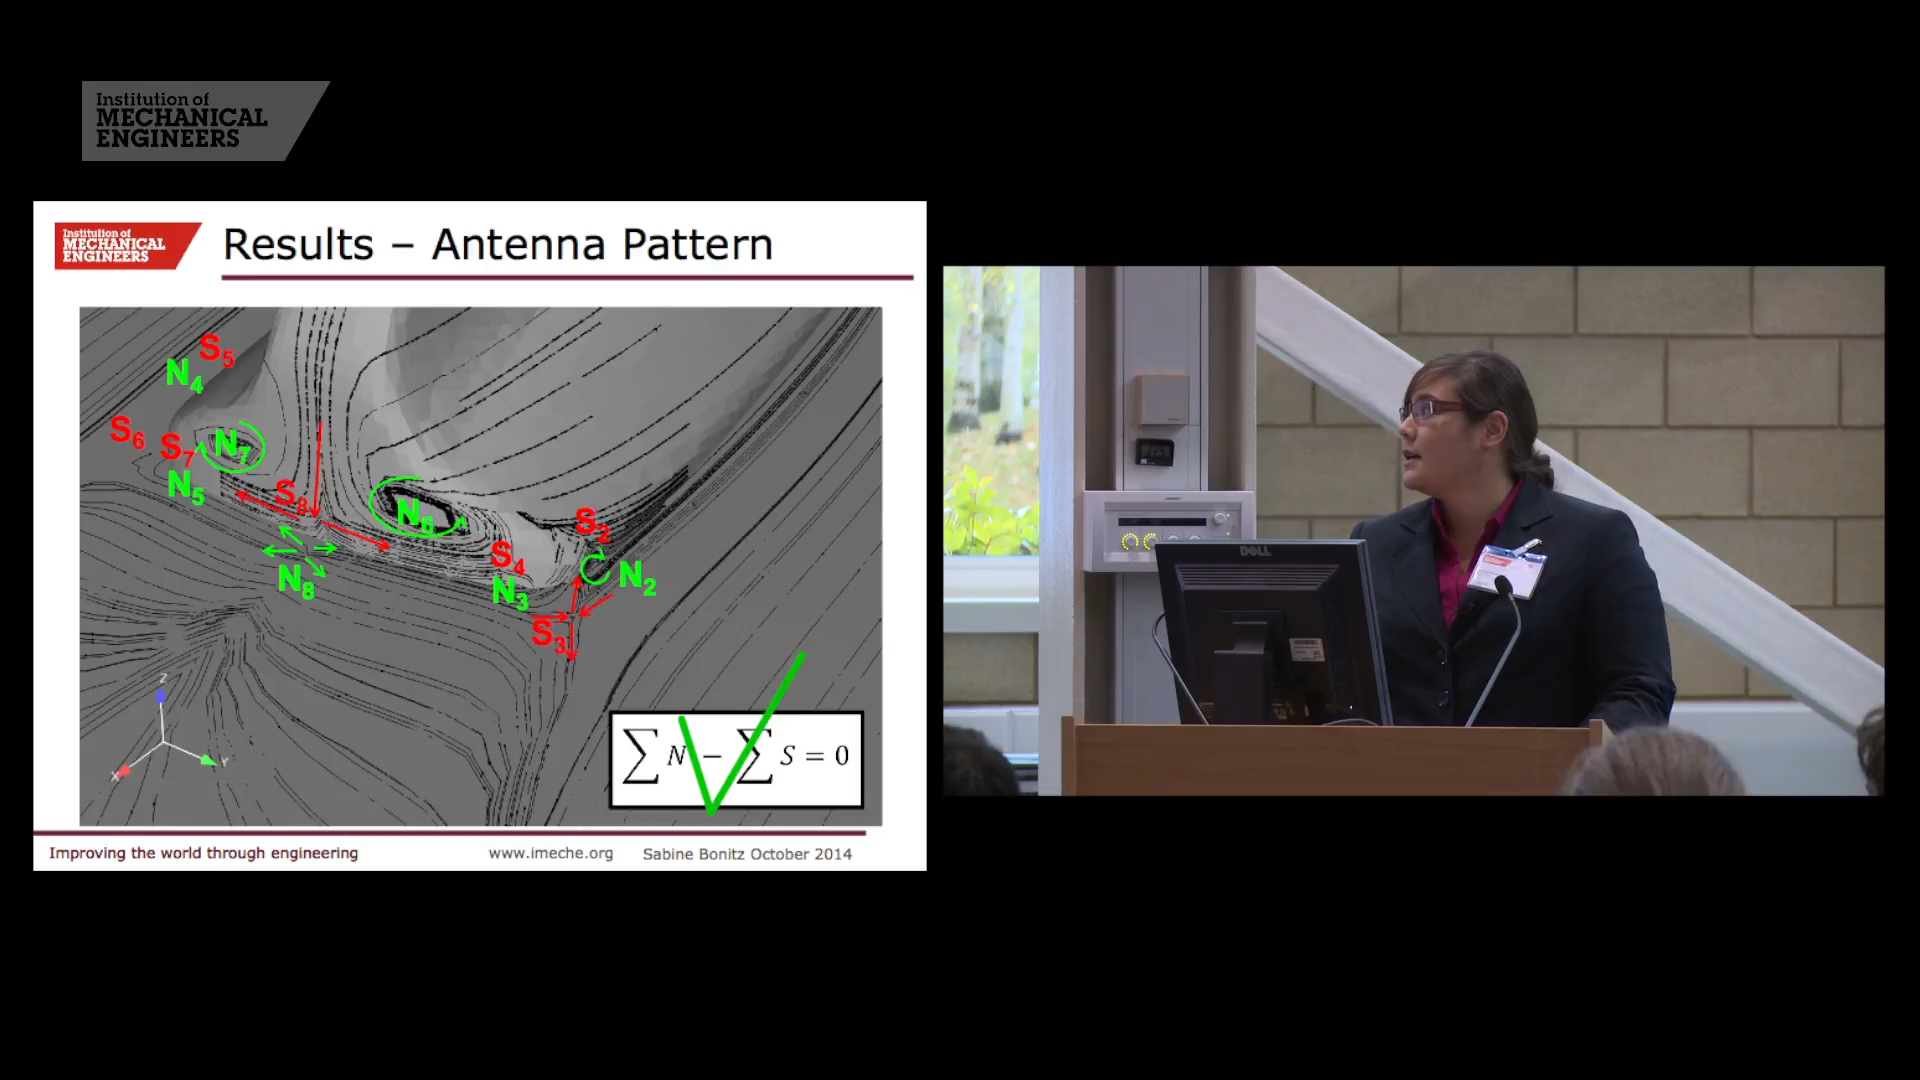 Institution of
MECHANICAL
ENGINEERS
Institution of
MECHANICAL
ENGINEERS
Results – Antenna Pattern
S5
N4
S6
S7
N7
N5
S8
N6
S2
S4
N8
N3
N2
S3
Z
X
Y
∑ N − ∑ S = 0
Improving the world through engineering
www.imeche.org
Sabine Bonitz October 2014
DELL